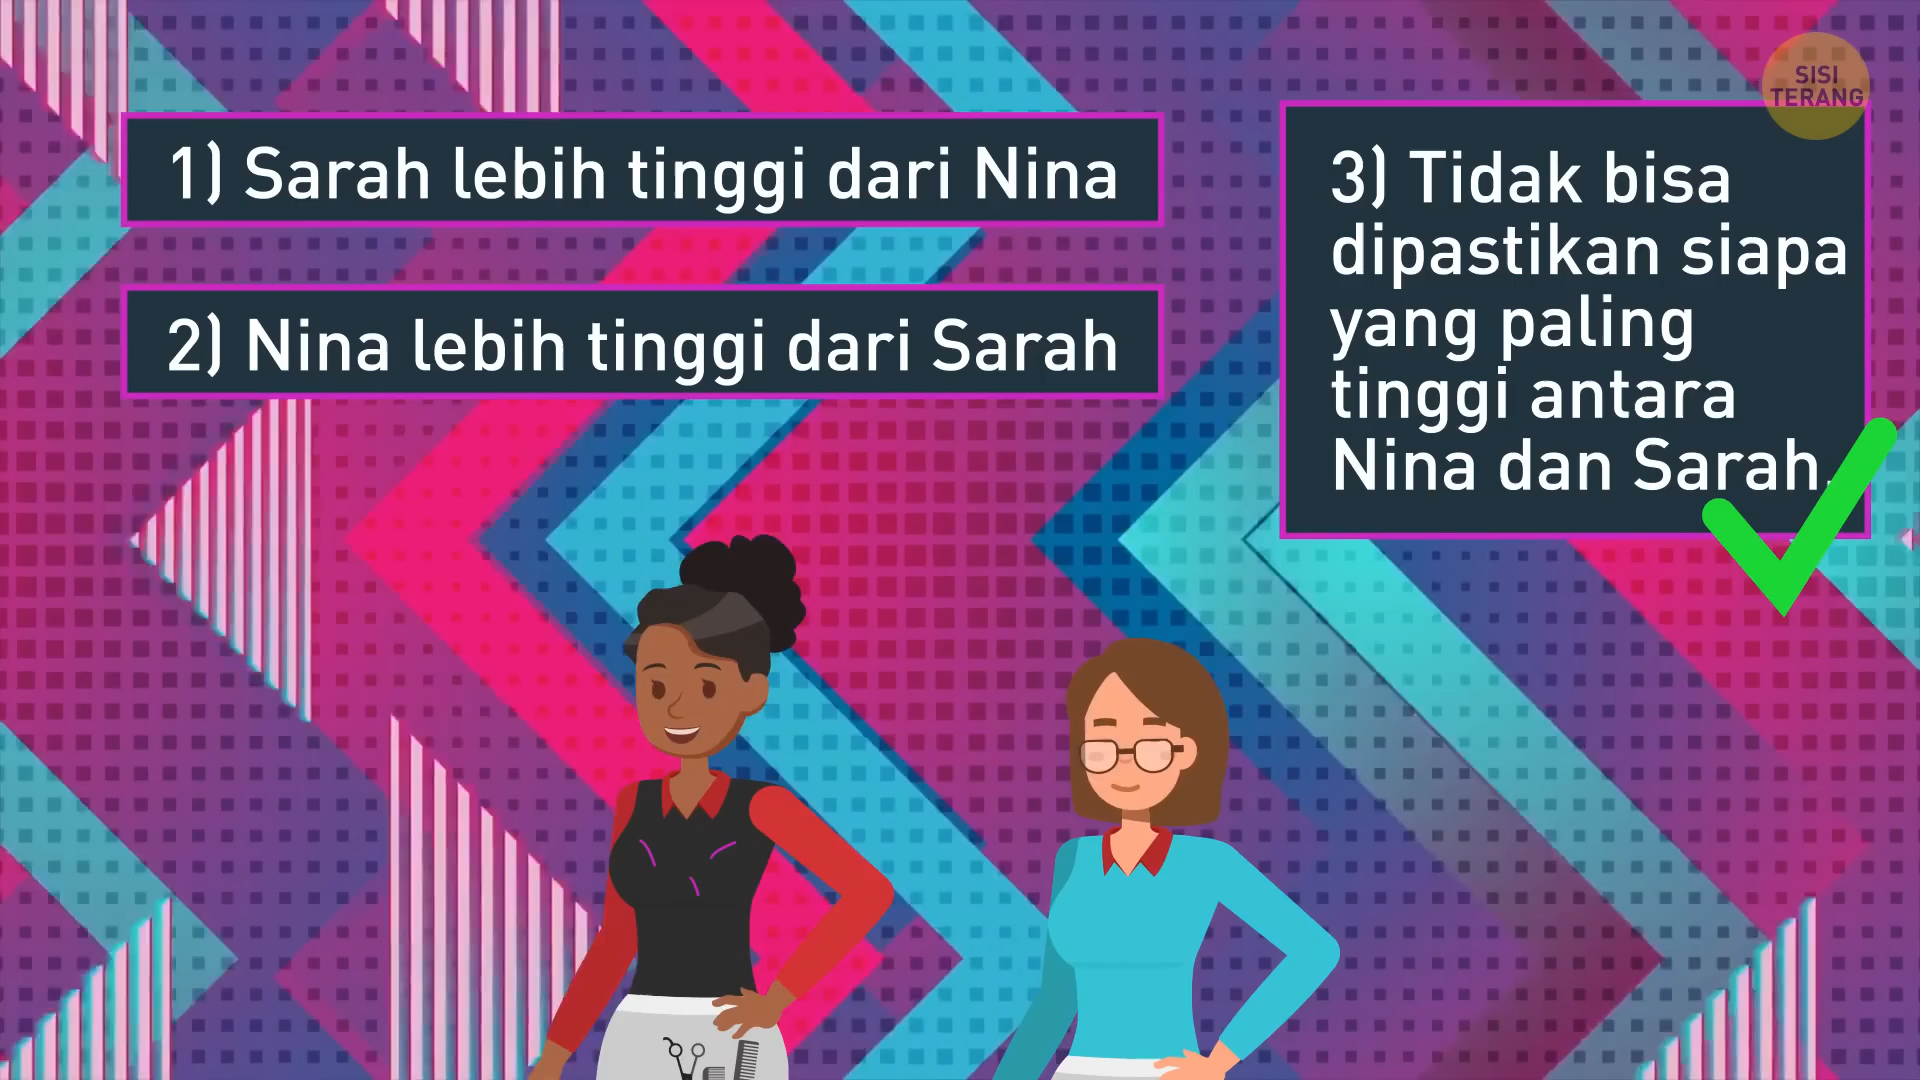 1) Sarah lebih tinggi dari Nina
2) Nina lebih tinggi dari Sarah
3) Tidak bisa
dipastikan siapa
yang paling
tinggi antara
Nina dan Sarah.
SISI
TERANG